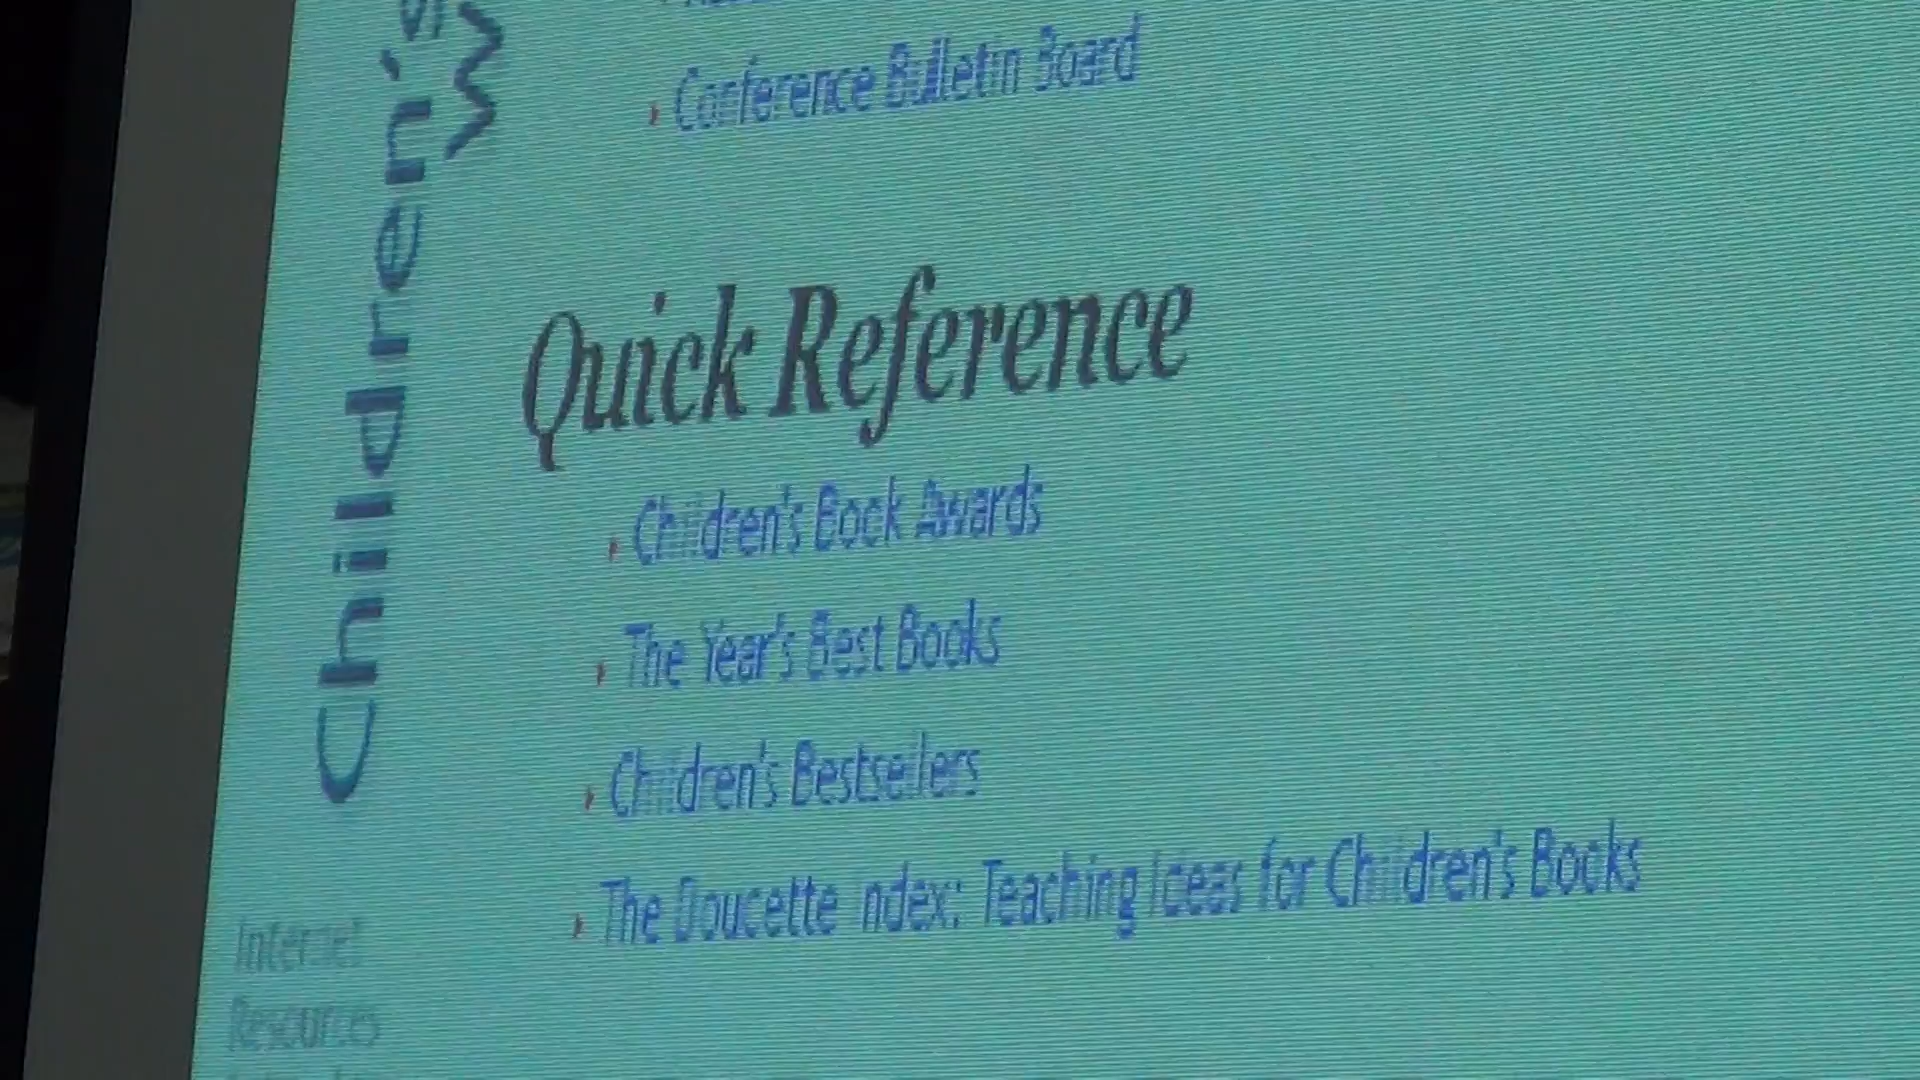 Conference Bulletin Board
Children's
Quick Reference
Children's Book Awards
The Year's Best Books
Children's Bestsellers
The Doucette Index: Teaching Ideas for Children's Books
Internet
Resources